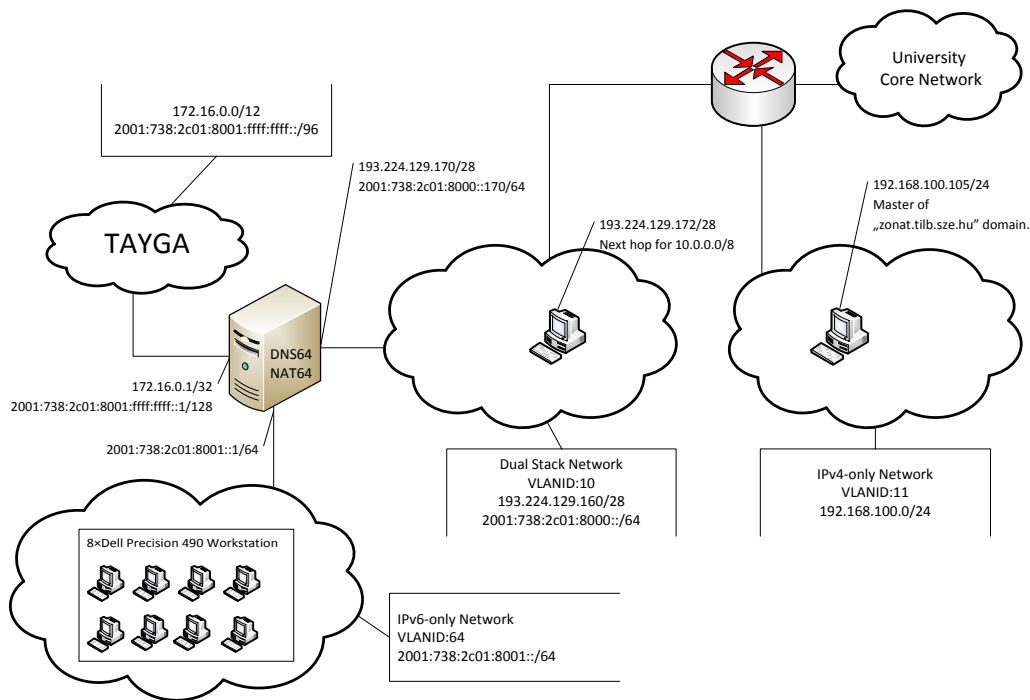 University
Core Network
172.16.0.0/12
2001:738:2c01:8001:ffff:ffff::/96
193.224.129.170/28
2001:738:2c01:8000::170/64
192.168.100.105/24
Master of
„zonat.tilb.sze.hu” domain.
193.224.129.172/28
Next hop for 10.0.0.0/8
TAYGA
DNS64
NAT64
172.16.0.1/32
2001:738:2c01:8001:ffff:ffff::1/128
2001:738:2c01:8001::1/64
Dual Stack Network
VLANID:10
193.224.129.160/28
2001:738:2c01:8000::/64
IPv4-only Network
VLANID:11
192.168.100.0/24
8×Dell Precision 490 Workstation
IPv6-only Network
VLANID:64
2001:738:2c01:8001::/64